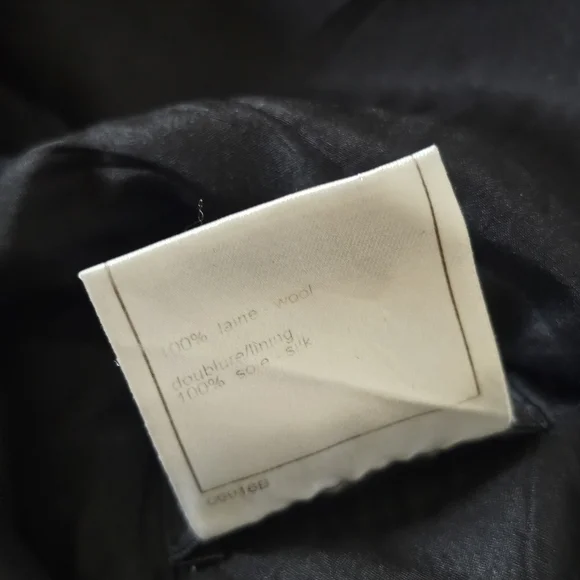 100% laine - wool
doublure/lining
100% soie silk